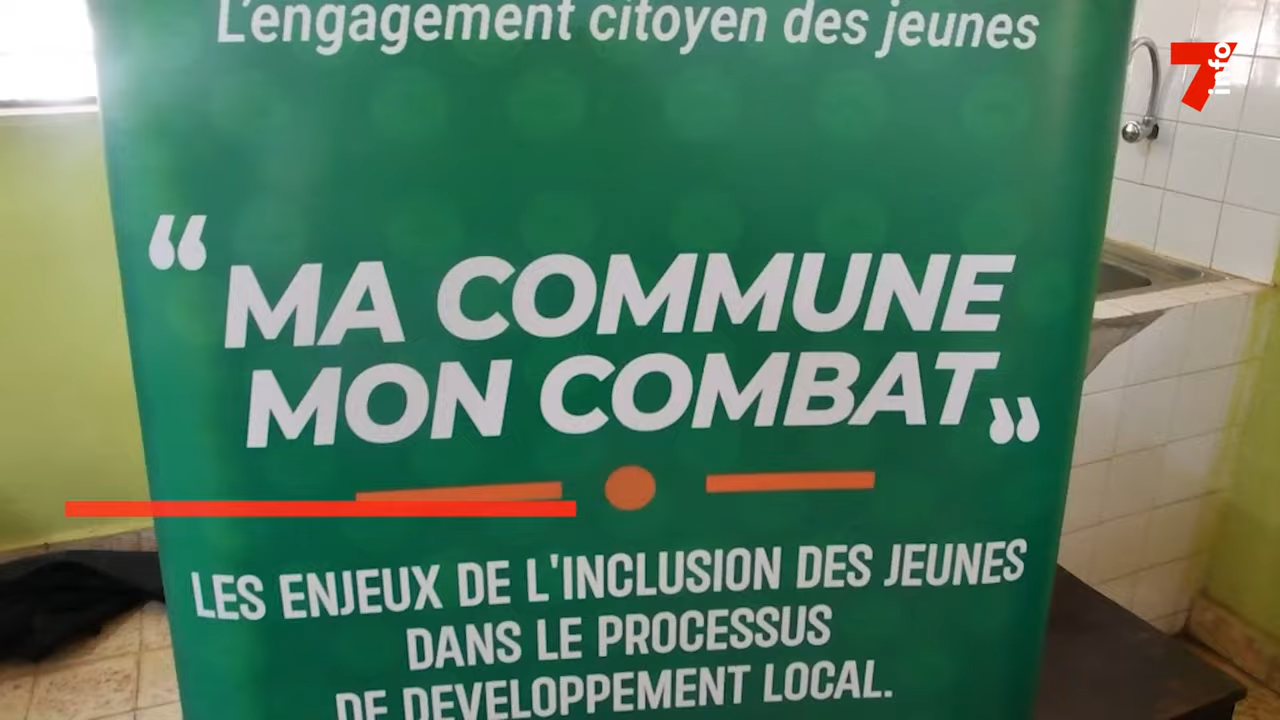 L'engagement citoyen des jeunes
7info
“MA COMMUNE
MON COMBAT”
LES ENJEUX DE L'INCLUSION DES JEUNES
DANS LE PROCESSUS
DE DEVELOPPEMENT LOCAL.